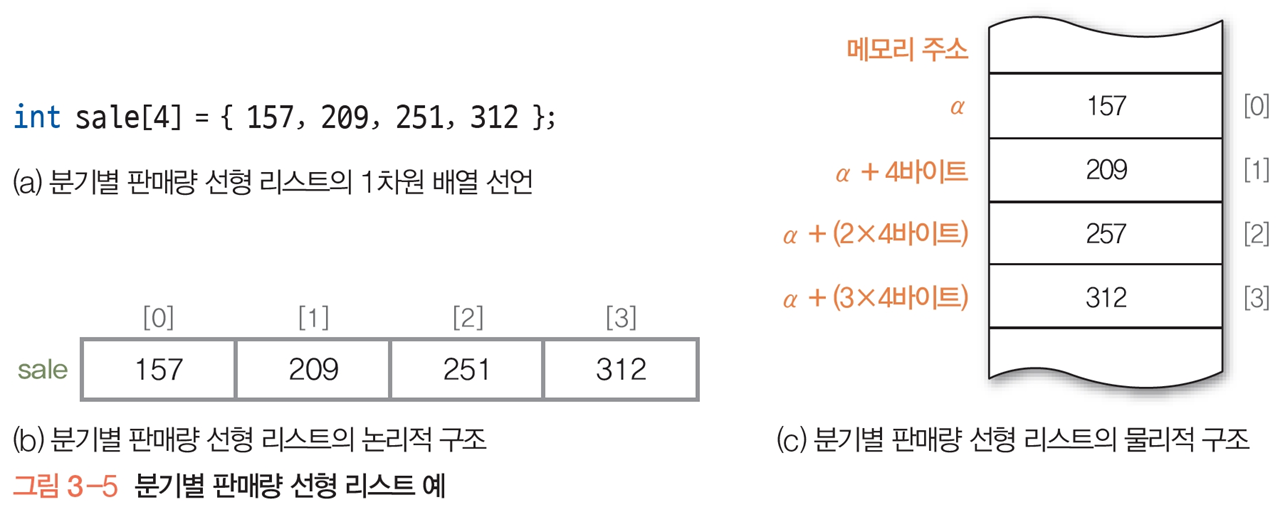 int sale[4] = { 157, 209, 251, 312 };
(a) 분기별 판매량 선형 리스트의 1차원 배열 선언
[0] [1] [2] [3]
sale 157 209 251 312
(b) 분기별 판매량 선형 리스트의 논리적 구조
메모리 주소
α 157 [0]
α + 4바이트 209 [1]
α + (2×4바이트) 257 [2]
α + (3×4바이트) 312 [3]
(c) 분기별 판매량 선형 리스트의 물리적 구조
그림 3-5 분기별 판매량 선형 리스트 예